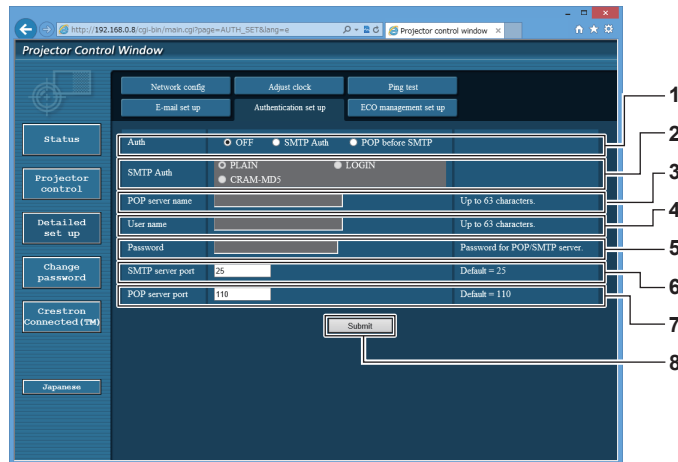 http://192.168.0.8/cgi-bin/main.cgi?page=AUTH_SET&lang=e
Projector control window
Projector Control Window
Network config
Adjust clock
Ping test
E-mail set up
Authentication set up
ECO management set up
Status
Projector
control
Detailed
set up
Change
password
Crestron
Connected(TM)
Japanese
Auth OFF SMTP Auth POP before SMTP
1
SMTP Auth PLAIN LOGIN
CRAM-MD5
2
POP server name Up to 63 characters.
3
User name Up to 63 characters.
4
Password Password for POP/SMTP server.
5
SMTP server port 25 Default = 25
6
POP server port 110 Default = 110
7
Submit
8